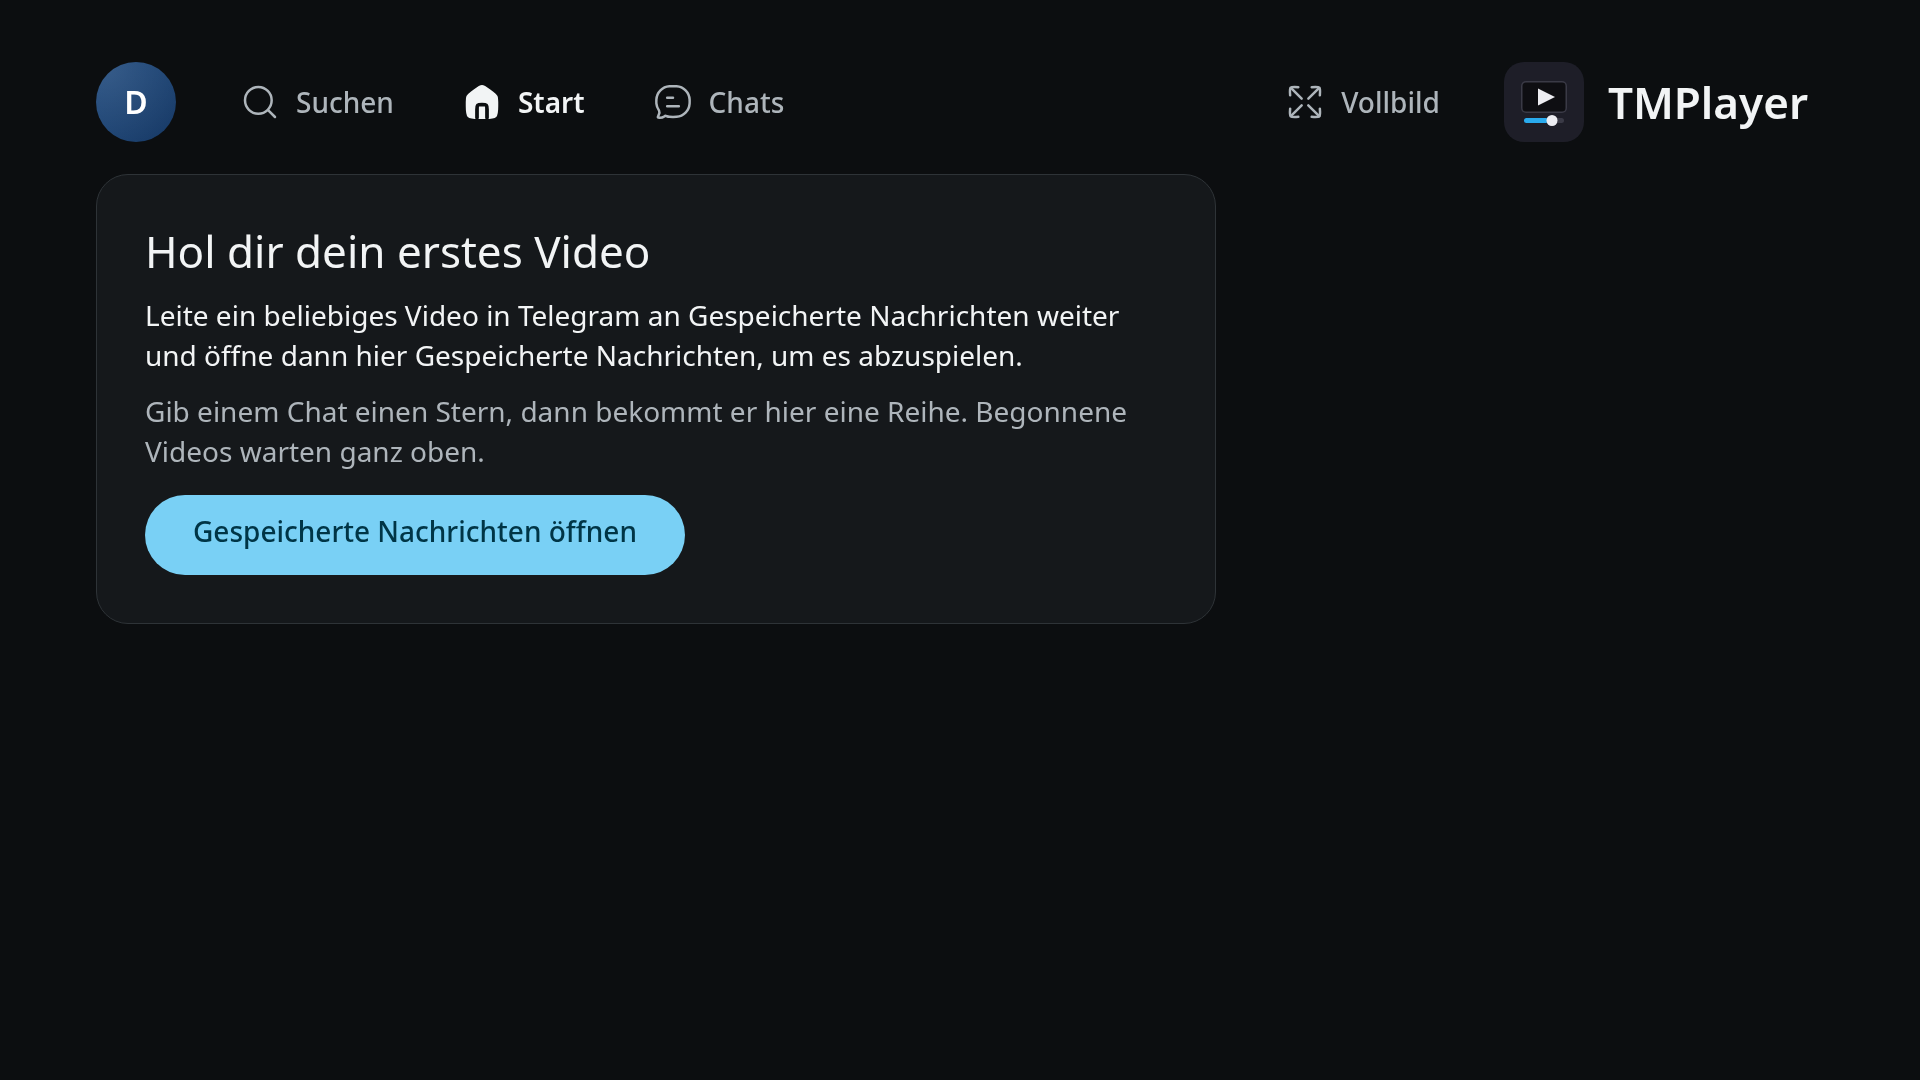 D
Suchen
Start
Chats
Vollbild
TMPlayer
Hol dir dein erstes Video
Leite ein beliebiges Video in Telegram an Gespeicherte Nachrichten weiter
und öffne dann hier Gespeicherte Nachrichten, um es abzuspielen.
Gib einem Chat einen Stern, dann bekommt er hier eine Reihe. Begonnene
Videos warten ganz oben.
Gespeicherte Nachrichten öffnen